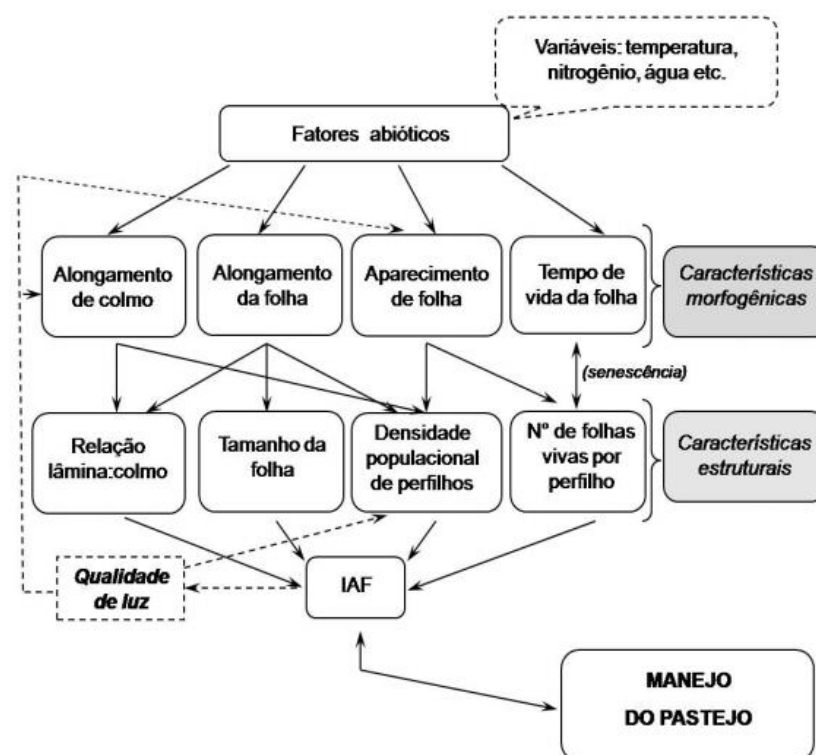 Variáveis: temperatura,
nitrogênio, água etc.
Fatores abióticos
Alongamento
de colmo
Alongamento
da folha
Aparecimento
de folha
Tempo de
vida da folha
Características
morfogênicas
(senescência)
Relação
lâmina:colmo
Tamanho da
folha
Densidade
populacional
de perfilhos
Nº de folhas
vivas por
perfilho
Características
estruturais
Qualidade
de luz
IAF
MANEJO
DO PASTEJO